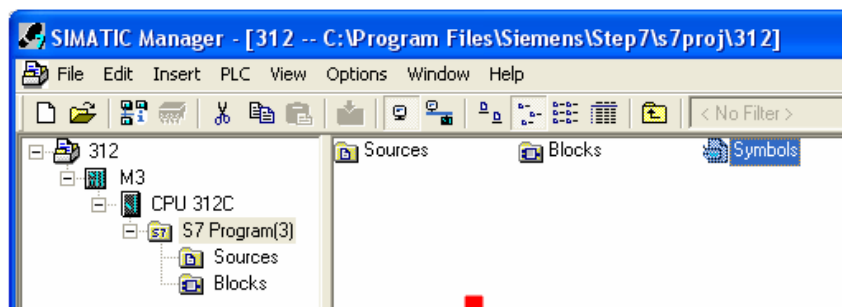 SIMATIC Manager - [312 -- C:\Program Files\Siemens\Step7\s7proj\312]
File Edit Insert PLC View Options Window Help
< No Filter >
312
M3
CPU 312C
S7 Program(3)
Sources
Blocks
Sources Blocks Symbols